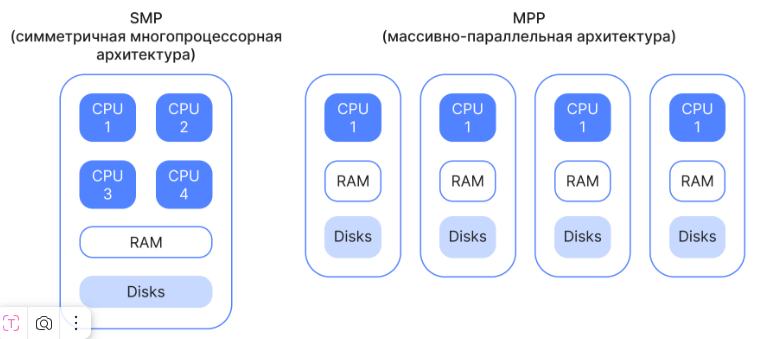 SMP
(симметричная многопроцессорная
архитектура)
CPU
1
CPU
2
CPU
3
CPU
4
RAM
Disks
MPP
(массивно-параллельная архитектура)
CPU
1
RAM
Disks
CPU
1
RAM
Disks
CPU
1
RAM
Disks
CPU
1
RAM
Disks
T